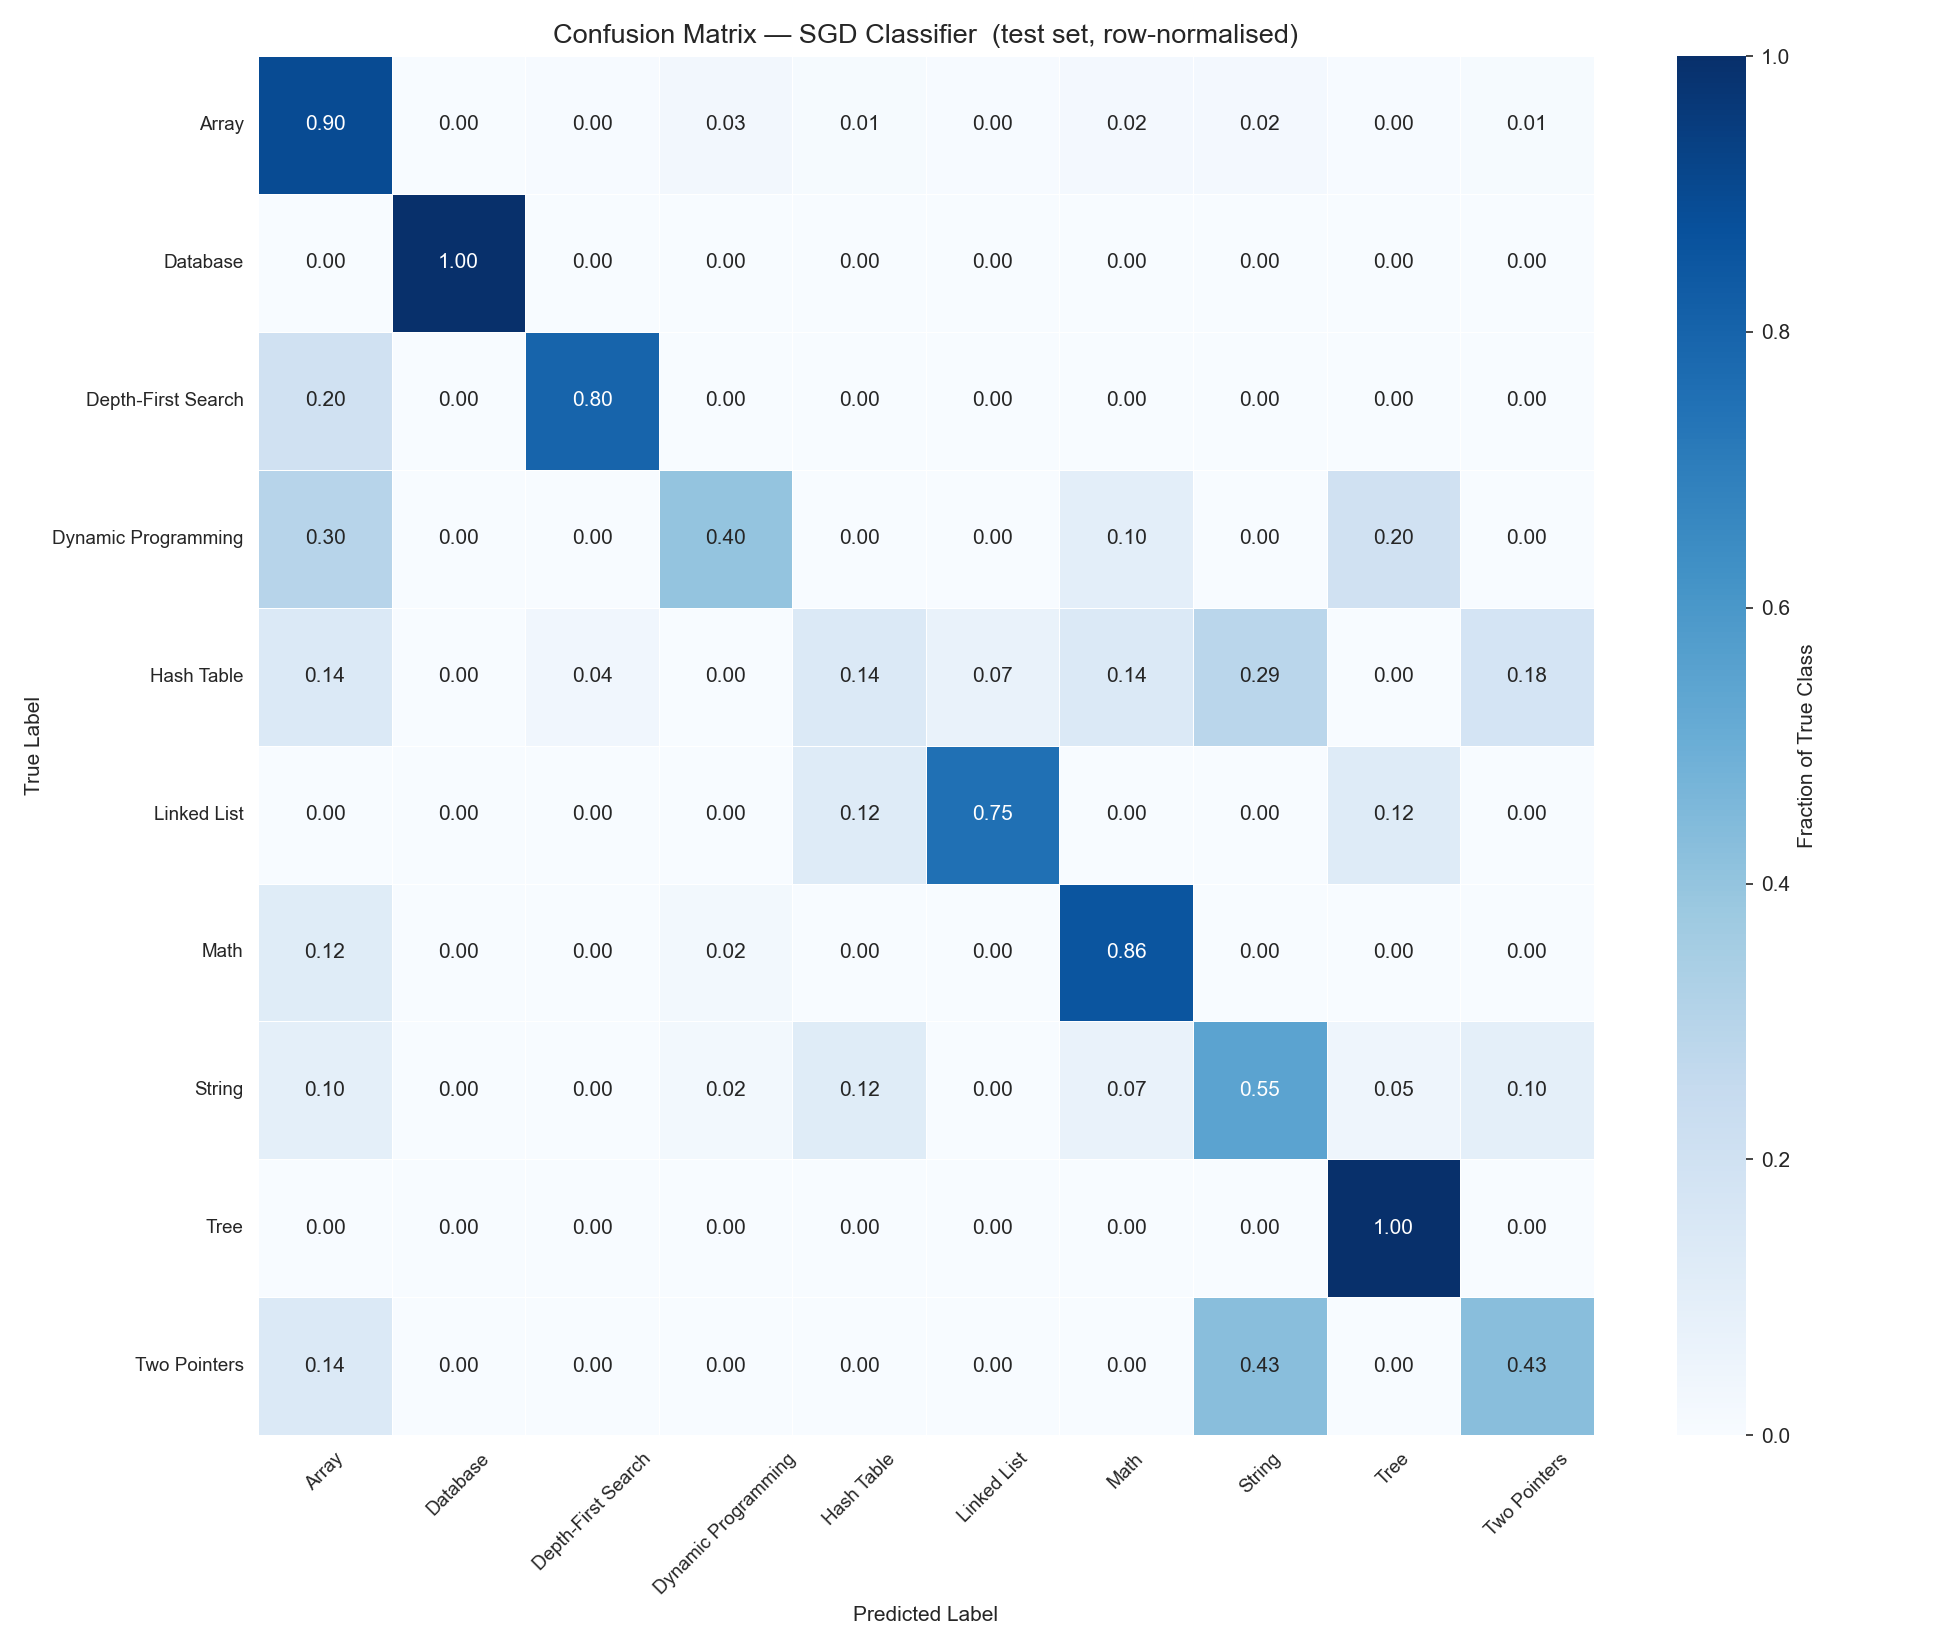 Confusion Matrix — SGD Classifier (test set, row-normalised)
True Label
Array 0.90 0.00 0.00 0.03 0.01 0.00 0.02 0.02 0.00 0.01
Database 0.00 1.00 0.00 0.00 0.00 0.00 0.00 0.00 0.00 0.00
Depth-First Search 0.20 0.00 0.80 0.00 0.00 0.00 0.00 0.00 0.00 0.00
Dynamic Programming 0.30 0.00 0.00 0.40 0.00 0.00 0.10 0.00 0.20 0.00
Hash Table 0.14 0.00 0.04 0.00 0.14 0.07 0.14 0.29 0.00 0.18
Linked List 0.00 0.00 0.00 0.00 0.12 0.75 0.00 0.00 0.12 0.00
Math 0.12 0.00 0.00 0.02 0.00 0.00 0.86 0.00 0.00 0.00
String 0.10 0.00 0.00 0.02 0.12 0.00 0.07 0.55 0.05 0.10
Tree 0.00 0.00 0.00 0.00 0.00 0.00 0.00 0.00 1.00 0.00
Two Pointers 0.14 0.00 0.00 0.00 0.00 0.00 0.00 0.43 0.00 0.43
Array Database Depth-First Search Dynamic Programming Hash Table Linked List Math String Tree Two Pointers
Predicted Label
1.0
0.8
0.6
0.4
0.2
0.0
Fraction of True Class